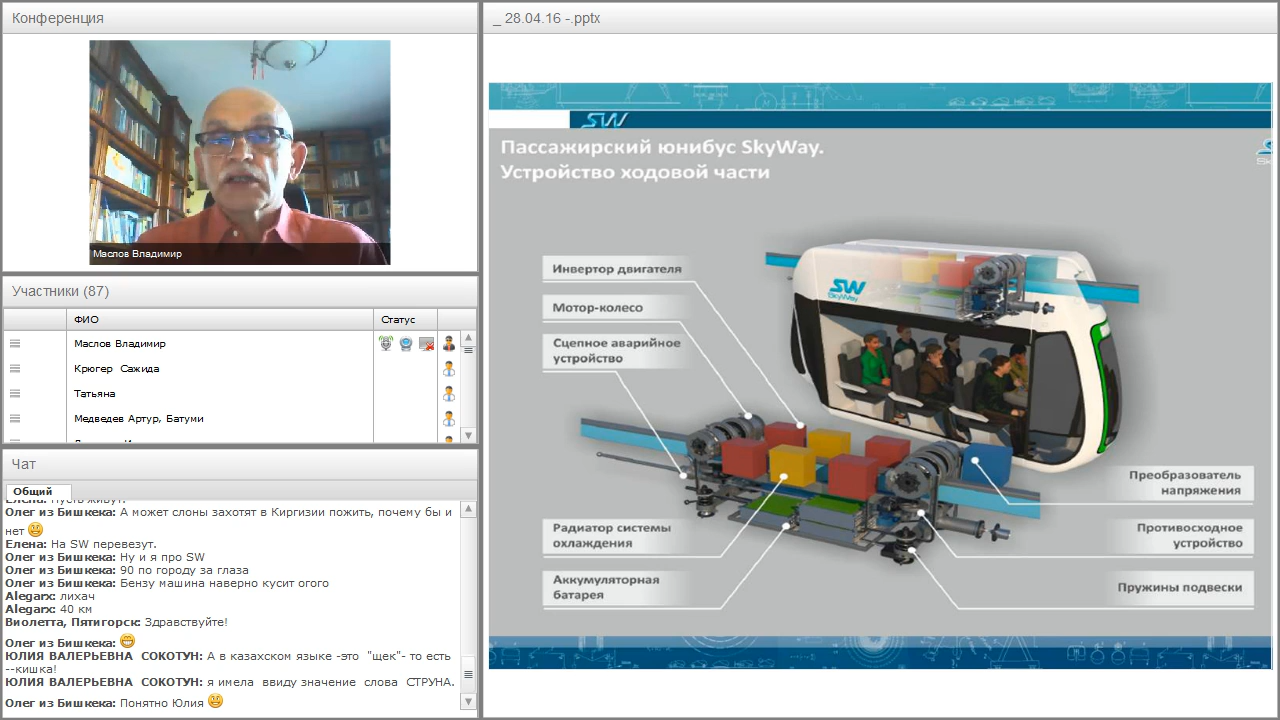 Конференция
Маслов Владимир
Участники (87)
ФИО
Статус
Маслов Владимир
Крюгер Сажида
Татьяна
Медведев Артур, Батуми
Чат
Общий
Елена: Пусть живут.
Олег из Бишкека: А может слоны захотят в Киргизии пожить, почему бы и
нет
Елена: На SW перевезут.
Олег из Бишкека: Ну и я про SW
Олег из Бишкека: 90 по городу за глаза
Олег из Бишкека: Бензу машина наверно кусит огого
Alegarx: лихач
Alegarx: 40 км
Виолетта, Пятигорск: Здравствуйте!
Олег из Бишкека:
ЮЛИЯ ВАЛЕРЬЕВНА СОКОТУН: А в казахском языке -это "щек"- то есть
--кишка!
ЮЛИЯ ВАЛЕРЬЕВНА СОКОТУН: я имела ввиду значение слова СТРУНА.
Олег из Бишкека: Понятно Юлия
_ 28.04.16 -.pptx
SW
Пассажирский юнибус SkyWay.
Устройство ходовой части
Инвертор двигателя
Мотор-колесо
Сцепное аварийное
устройство
SW
SkyWay
Радиатор системы
охлаждения
Аккумуляторная
батарея
Преобразователь
напряжения
Противосходное
устройство
Пружины подвески